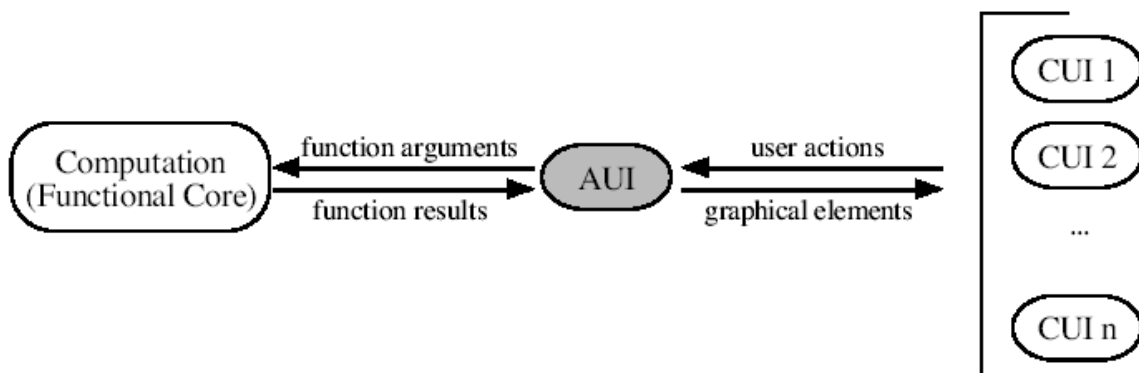 CUI 1
function arguments
user actions
Computation
(Functional Core)
AUI
CUI 2
function results
graphical elements
...
CUI n